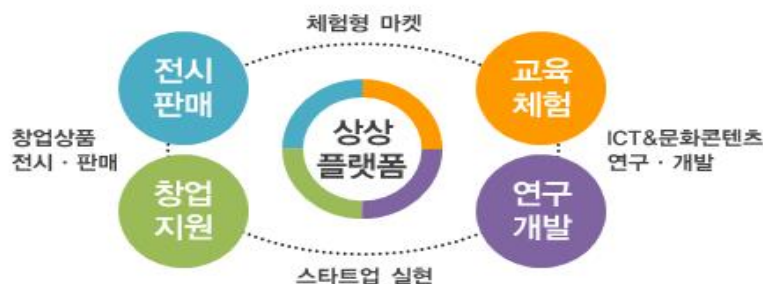 체험형 마켓
전시
판매
교육
체험
상상
플랫폼
창업상품
전시 · 판매
ICT&문화콘텐츠
연구 · 개발
창업
지원
연구
개발
스타트업 실현